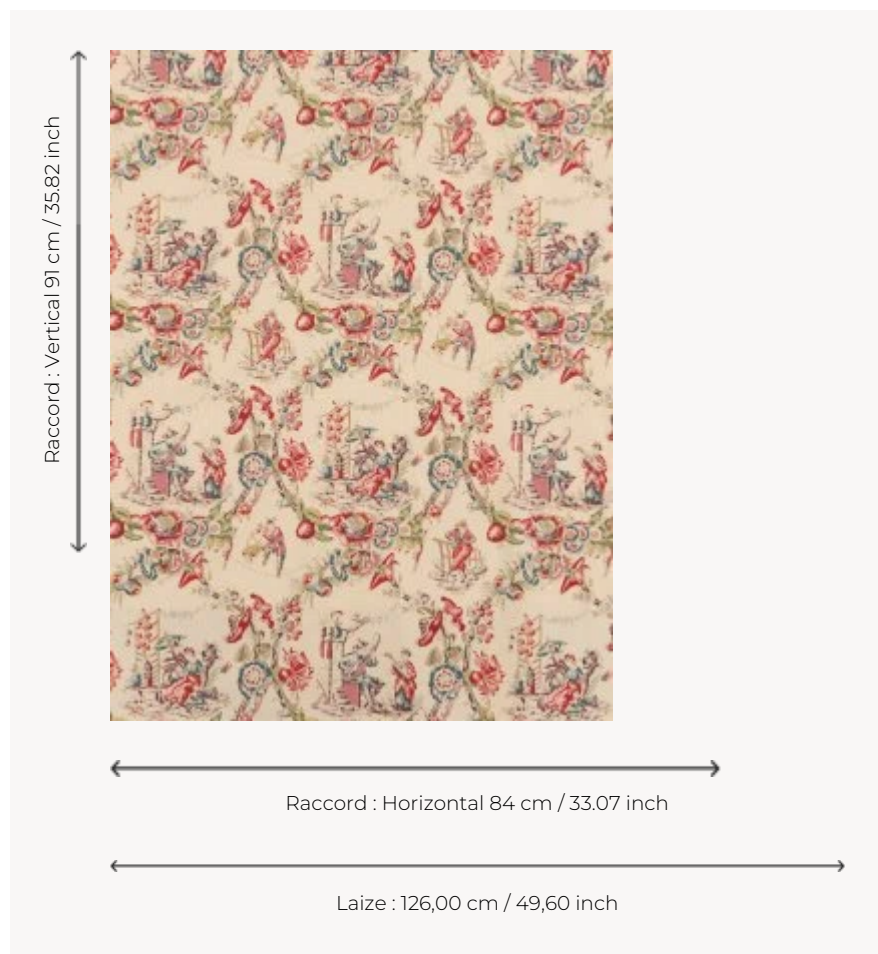 Raccord : Vertical 91 cm / 35.82 inch
Raccord : Horizontal 84 cm / 33.07 inch
Laize : 126,00 cm / 49,60 inch